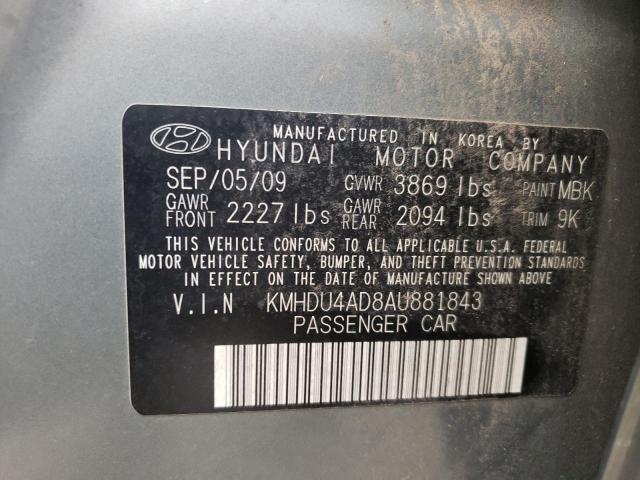 MANUFACTURED IN KOREA BY
HYUNDAI MOTOR COMPANY
SEP/05/09 GVWR 3869 lbs PAINT MBK
GAWR FRONT 2227 lbs GAWR REAR 2094 lbs TRIM 9K
THIS VEHICLE CONFORMS TO ALL APPLICABLE U.S.A. FEDERAL
MOTOR VEHICLE SAFETY, BUMPER, AND THEFT PREVENTION STANDARDS
IN EFFECT ON THE DATE OF MANUFACTURE SHOWN ABOVE
V.I.N KMHDU4AD8AU881843
PASSENGER CAR